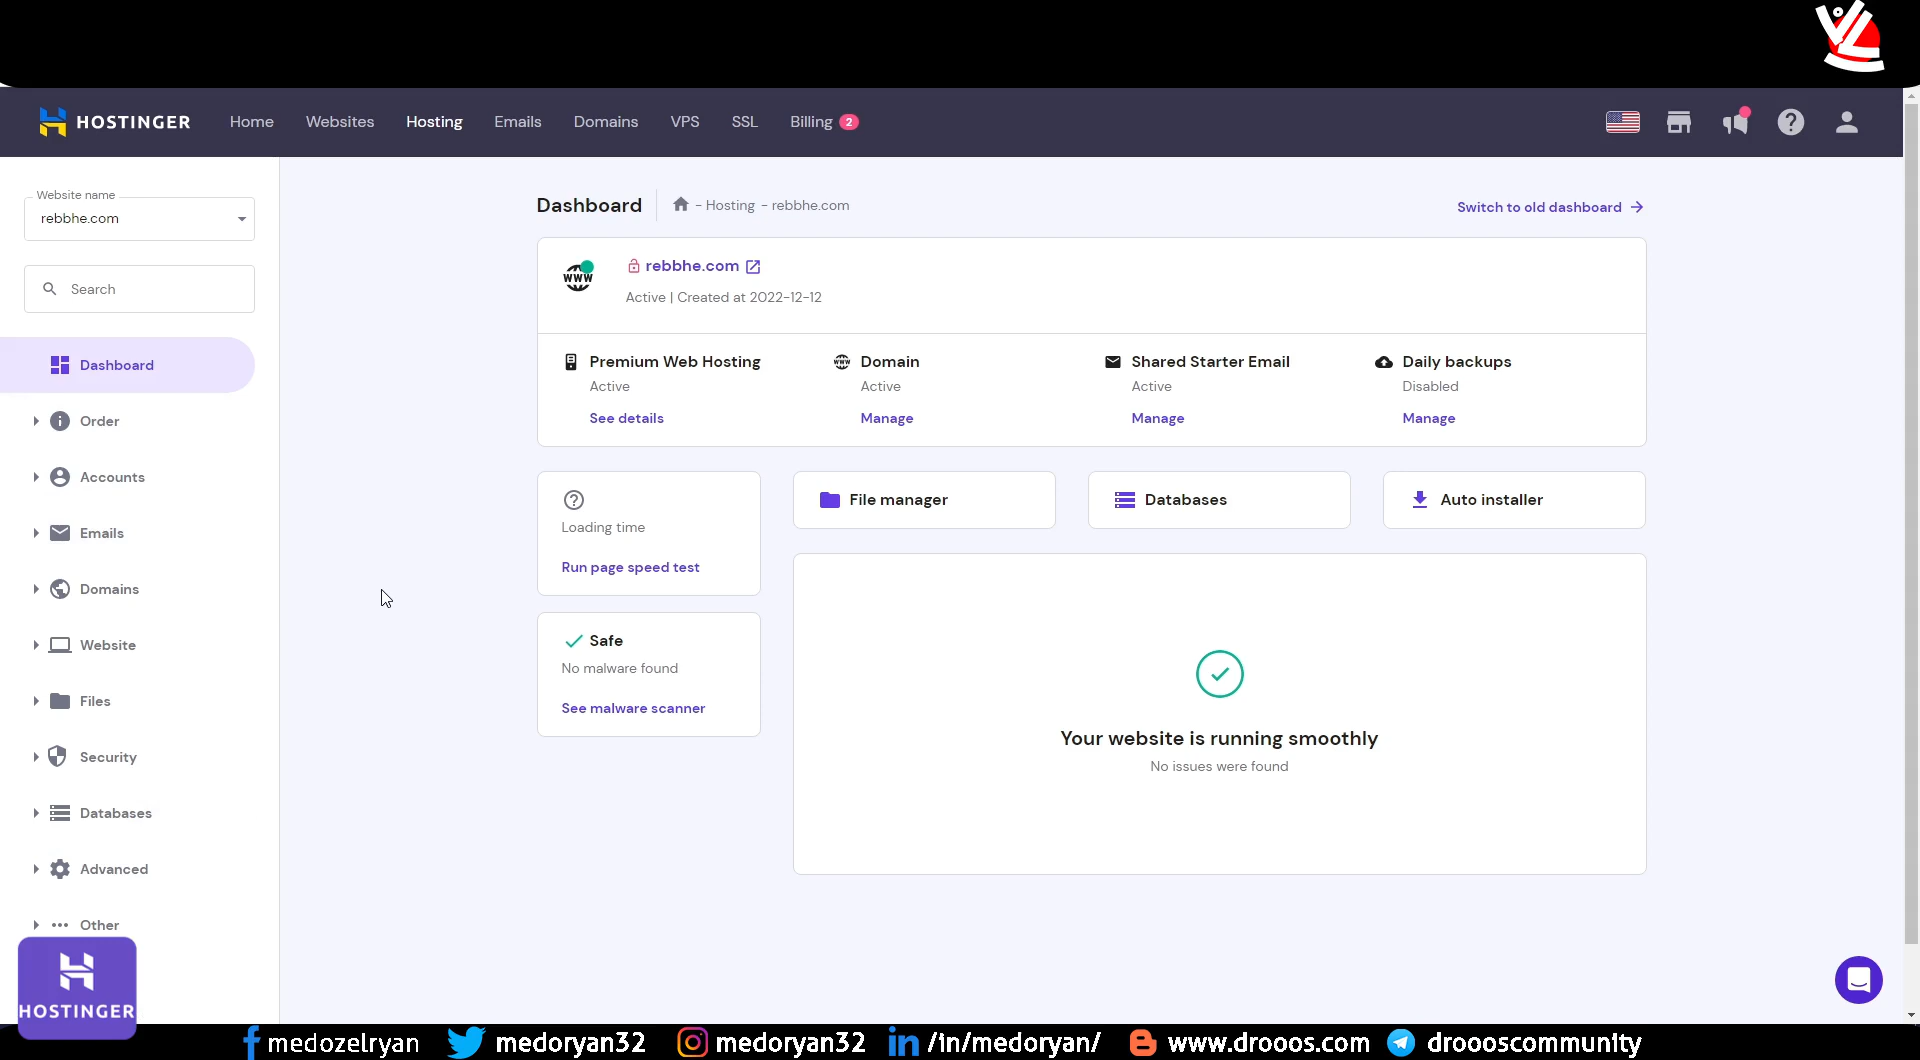 HOSTINGER
Home
Websites
Hosting
Emails
Domains
VPS
SSL
Billing 2
Website name
rebbhe.com
Search
Dashboard
Order
Accounts
Emails
Domains
Website
Files
Security
Databases
Advanced
Other
Dashboard
- Hosting - rebbhe.com
Switch to old dashboard
rebbhe.com
Active | Created at 2022-12-12
Premium Web Hosting
Active
See details
Domain
Active
Manage
Shared Starter Email
Active
Manage
Daily backups
Disabled
Manage
Loading time
Run page speed test
File manager
Databases
Auto installer
Safe
No malware found
See malware scanner
Your website is running smoothly
No issues were found
HOSTINGER
medozelryan
medoryan32
medoryan32
/in/medoryan/
www.drooos.com
droooscommunity